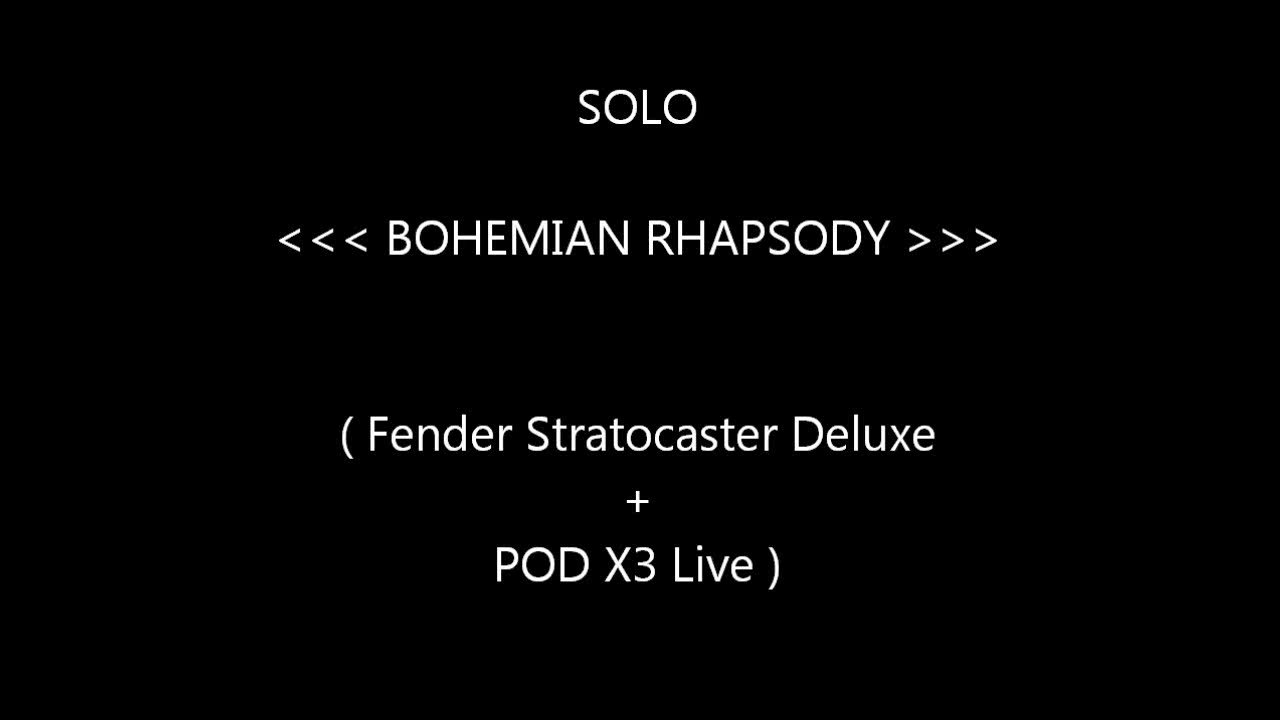 SOLO
<<< BOHEMIAN RHAPSODY >>>
( Fender Stratocaster Deluxe
+
POD X3 Live )